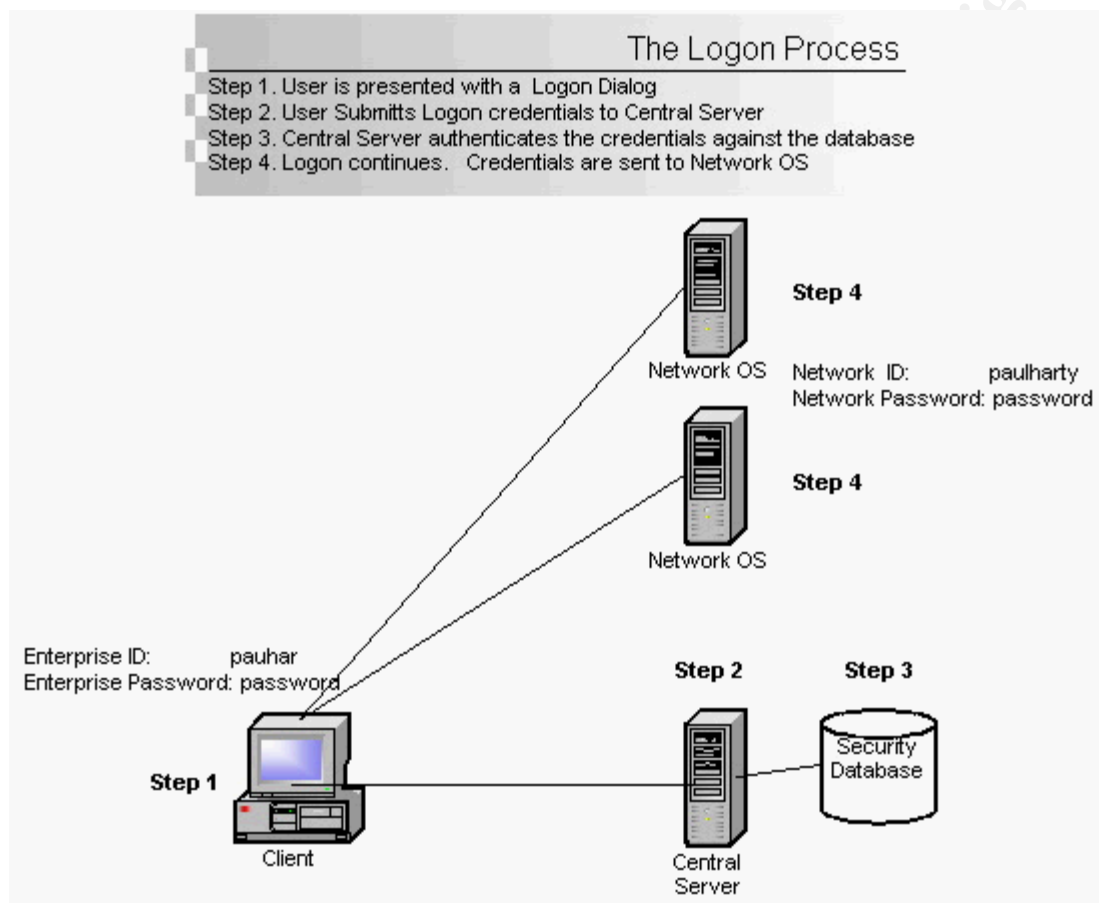 The Logon Process
Step 1. User is presented with a Logon Dialog
Step 2. User Submitts Logon credentials to Central Server
Step 3. Central Server authenticates the credentials against the database
Step 4. Logon continues. Credentials are sent to Network OS
Step 4
Network OS
Network ID: paulharty
Network Password: password
Step 4
Network OS
Enterprise ID: pauhar
Enterprise Password: password
Step 2
Step 3
Security
Database
Step 1
Client
Central
Server